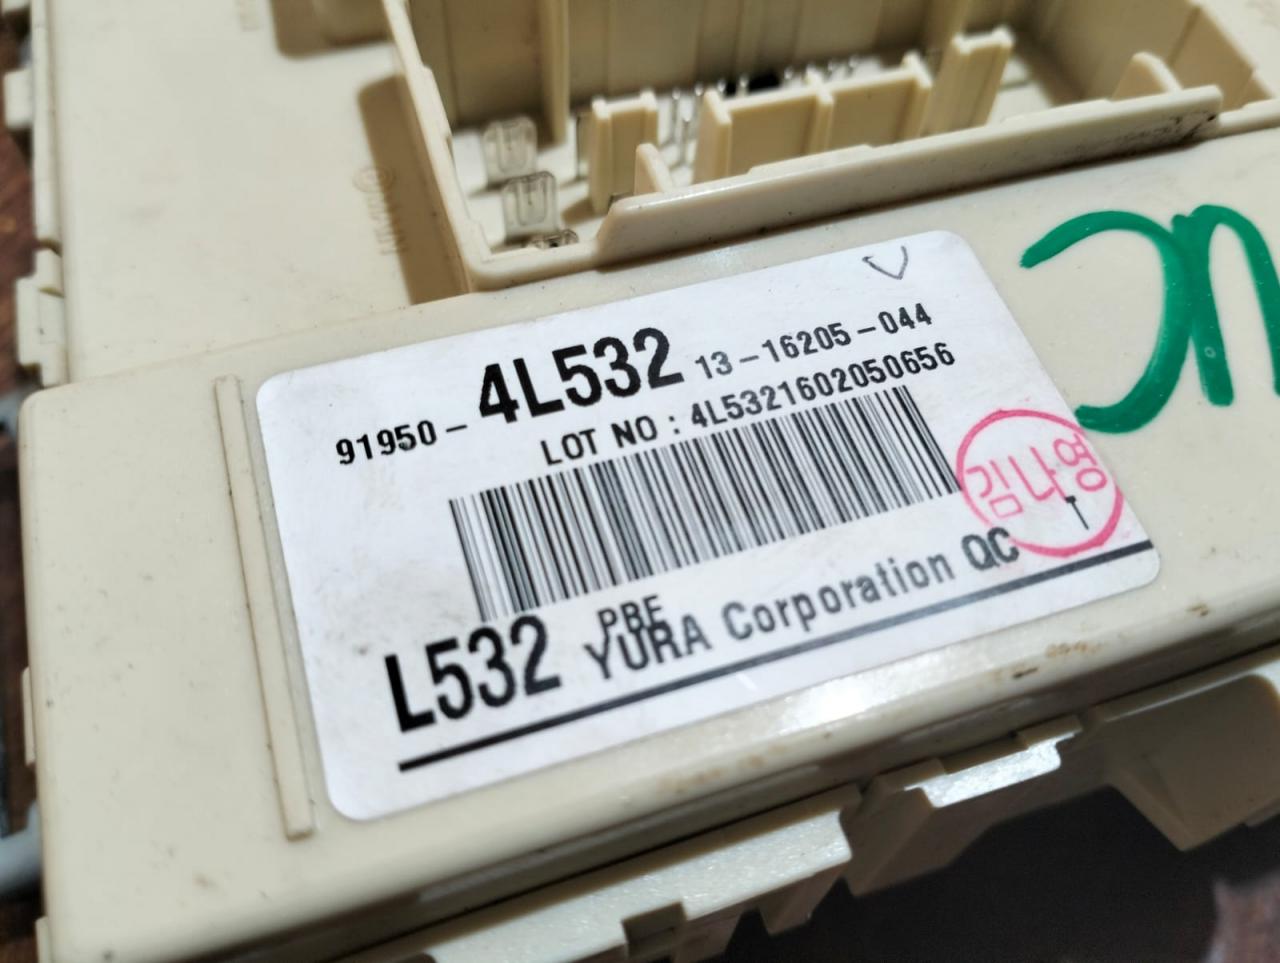 V
91950-4L532 13-16205-044
LOT NO : 4L5321602050656
김나영
T
PBE
L532 YURA Corporation QC